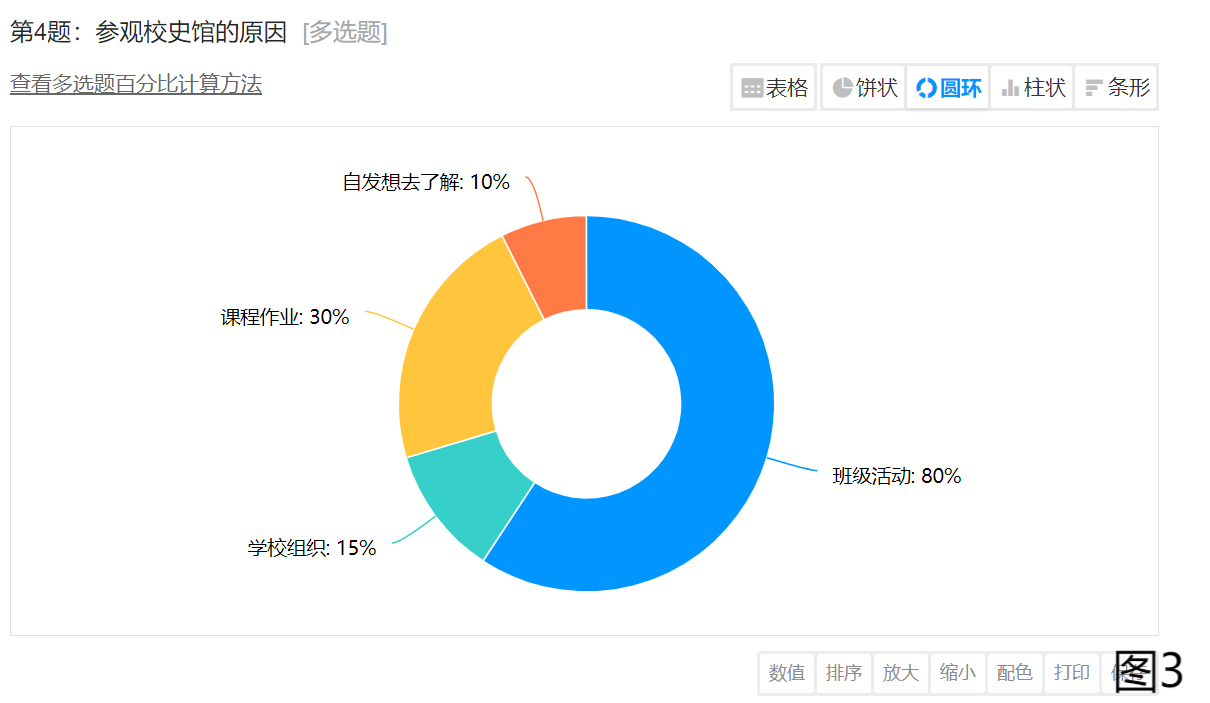 第4题：参观校史馆的原因 [多选题]
查看多选题百分比计算方法
表格 饼状 圆环 柱状 条形
自发想去了解: 10%
课程作业: 30%
班级活动: 80%
学校组织: 15%
数值 排序 放大 缩小 配色 打印
图3